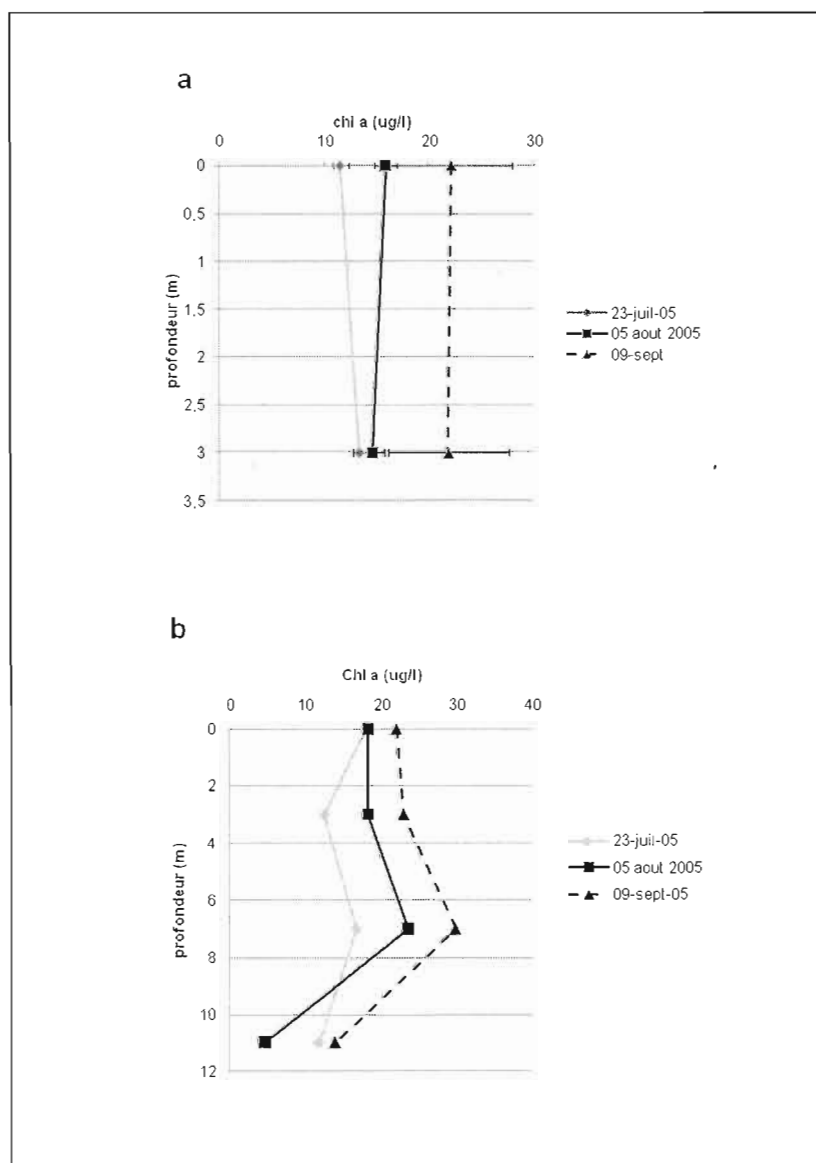 a
chl a (ug/l)
0 10 20 30
0
0,5
1
1,5
2
2,5
3
3,5
profondeur (m)
23-juil-05
05 aout 2005
09-sept
b
Chl a (ug/l)
0 10 20 30 40
0
2
4
6
8
10
12
profondeur (m)
23-juil-05
05 aout 2005
09-sept-05